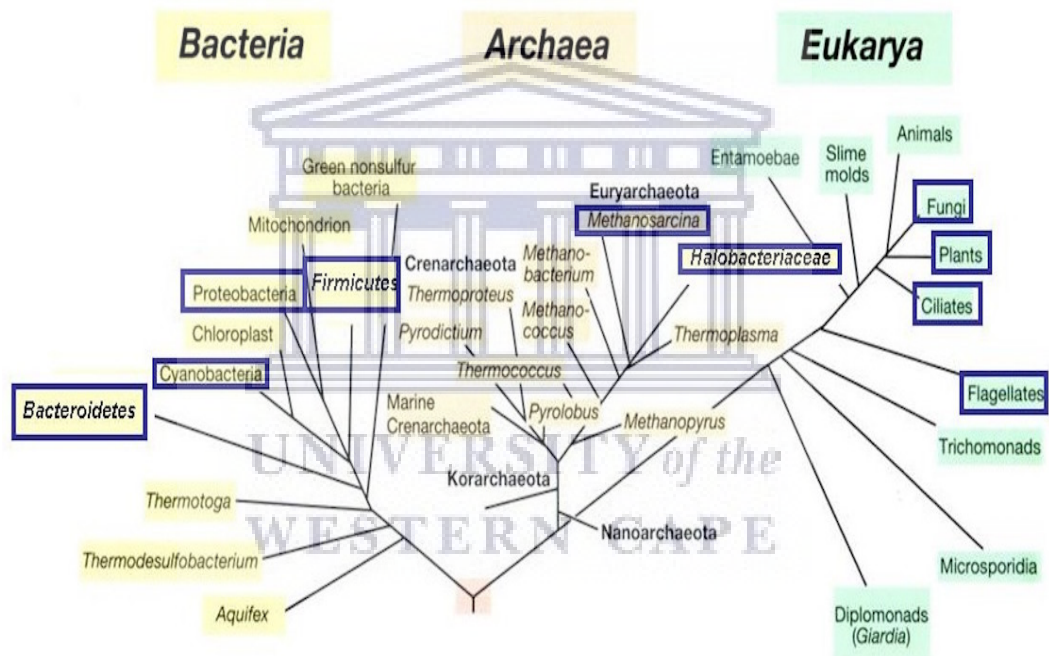 Bacteria
Archaea
Eukarya
Green nonsulfur
bacteria
Mitochondrion
Proteobacteria
Firmicutes
Chloroplast
Cyanobacteria
Bacteroidetes
Thermotoga
Thermodesulfobacterium
Aquifex
Crenarchaeota
Thermoproteus
Pyrodictium
Thermococcus
Marine
Crenarchaeota
Pyrolobus
Korarchaeota
Nanoarchaeota
Euryarchaeota
Methanosarcina
Methano-
bacterium
Methano-
coccus
Halobacteriaceae
Thermoplasma
Methanopyrus
Entamoebae
Slime
molds
Animals
Fungi
Plants
Ciliates
Flagellates
Trichomonads
Microsporidia
Diplomonads
(Giardia)
UNIVERSITY of the
WESTERN CAPE